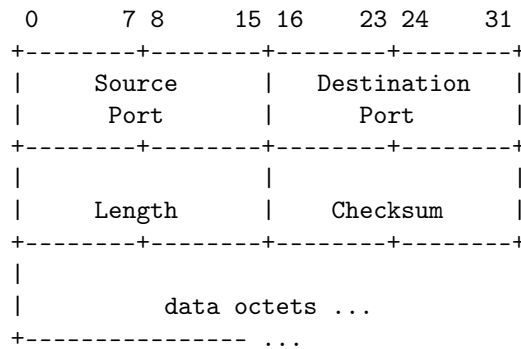 0      7 8     15 16    23 24    31
+--------+--------+--------+--------+
|     Source      |   Destination   |
|      Port       |      Port       |
+--------+--------+--------+--------+
|                 |                 |
|     Length      |    Checksum     |
+--------+--------+--------+--------+
|
|          data octets ...
+---------------- ...